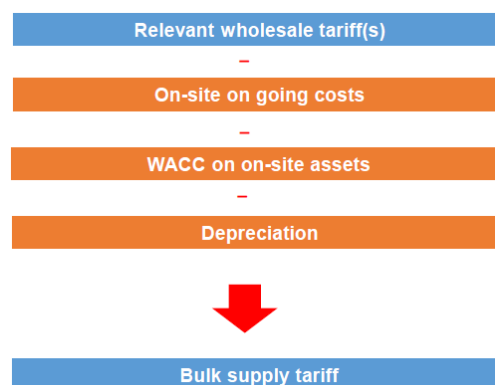 Relevant wholesale tariff(s)
–
On-site on going costs
–
WACC on on-site assets
–
Depreciation
Bulk supply tariff